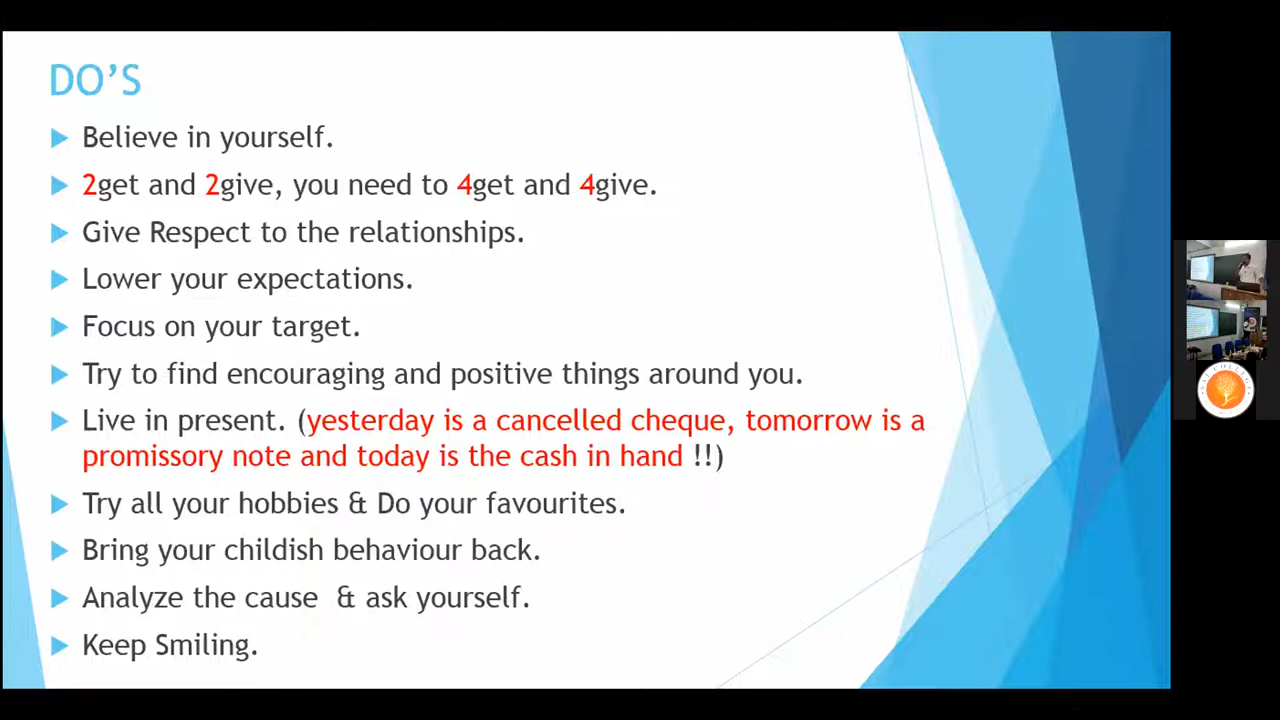 DO'S
Believe in yourself.
2get and 2give, you need to 4get and 4give.
Give Respect to the relationships.
Lower your expectations.
Focus on your target.
Try to find encouraging and positive things around you.
Live in present. (yesterday is a cancelled cheque, tomorrow is a
promissory note and today is the cash in hand !!)
Try all your hobbies & Do your favourites.
Bring your childish behaviour back.
Analyze the cause  & ask yourself.
Keep Smiling.